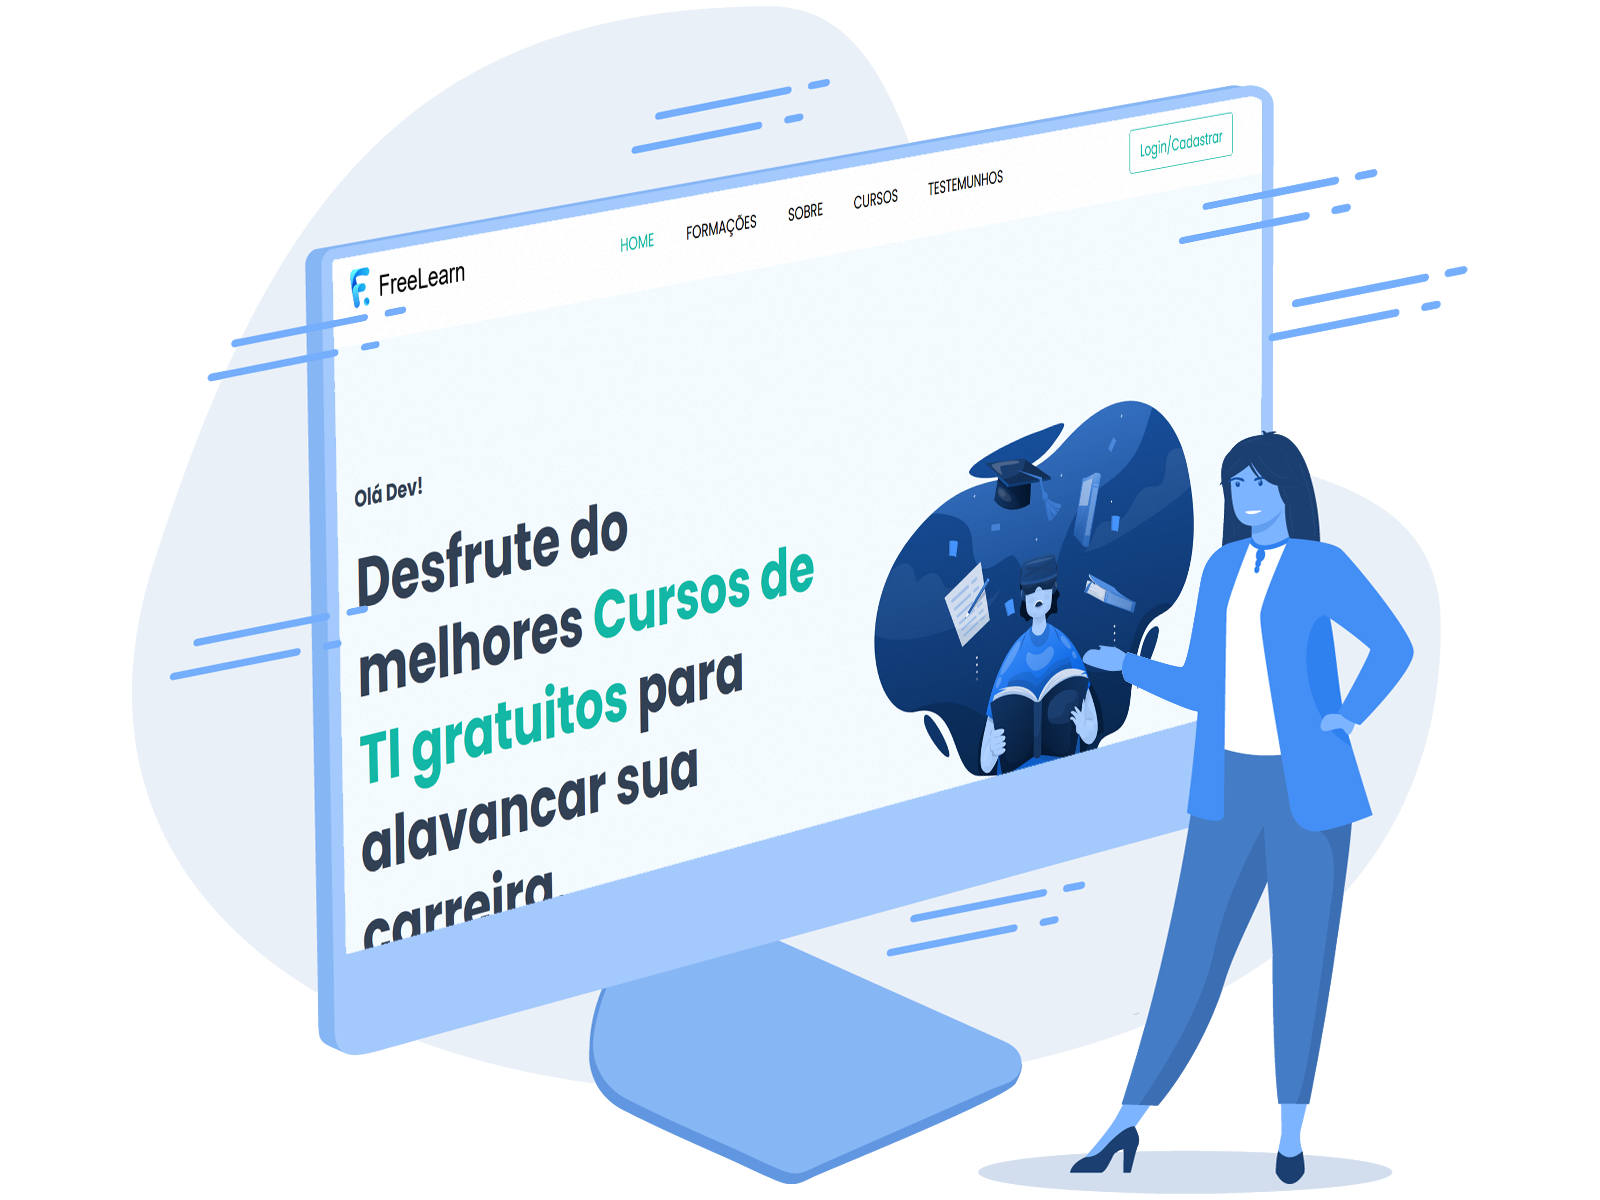 FreeLearn
HOME FORMAÇÕES SOBRE CURSOS TESTEMUNHOS
Login/Cadastrar
Olá Dev!
Desfrute do
melhores Cursos de
TI gratuitos para
alavancar sua
carreira.